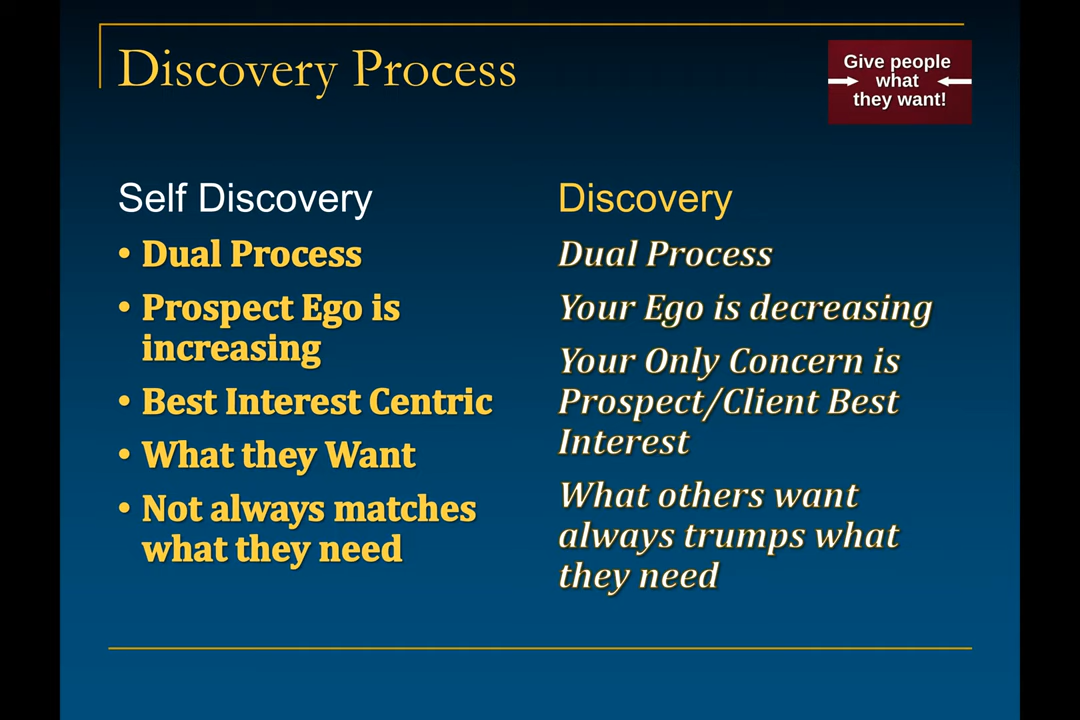 Discovery Process
Give people
what
they want!
Self Discovery
• Dual Process
• Prospect Ego is
increasing
• Best Interest Centric
• What they Want
• Not always matches
what they need
Discovery
Dual Process
Your Ego is decreasing
Your Only Concern is
Prospect/Client Best
Interest
What others want
always trumps what
they need